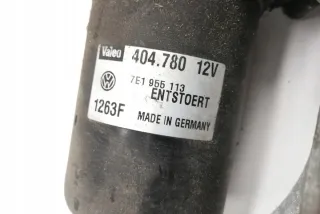 Valeo 404.780 12V
7E1 955 113
ENTSTOERT
1263F MADE IN GERMANY